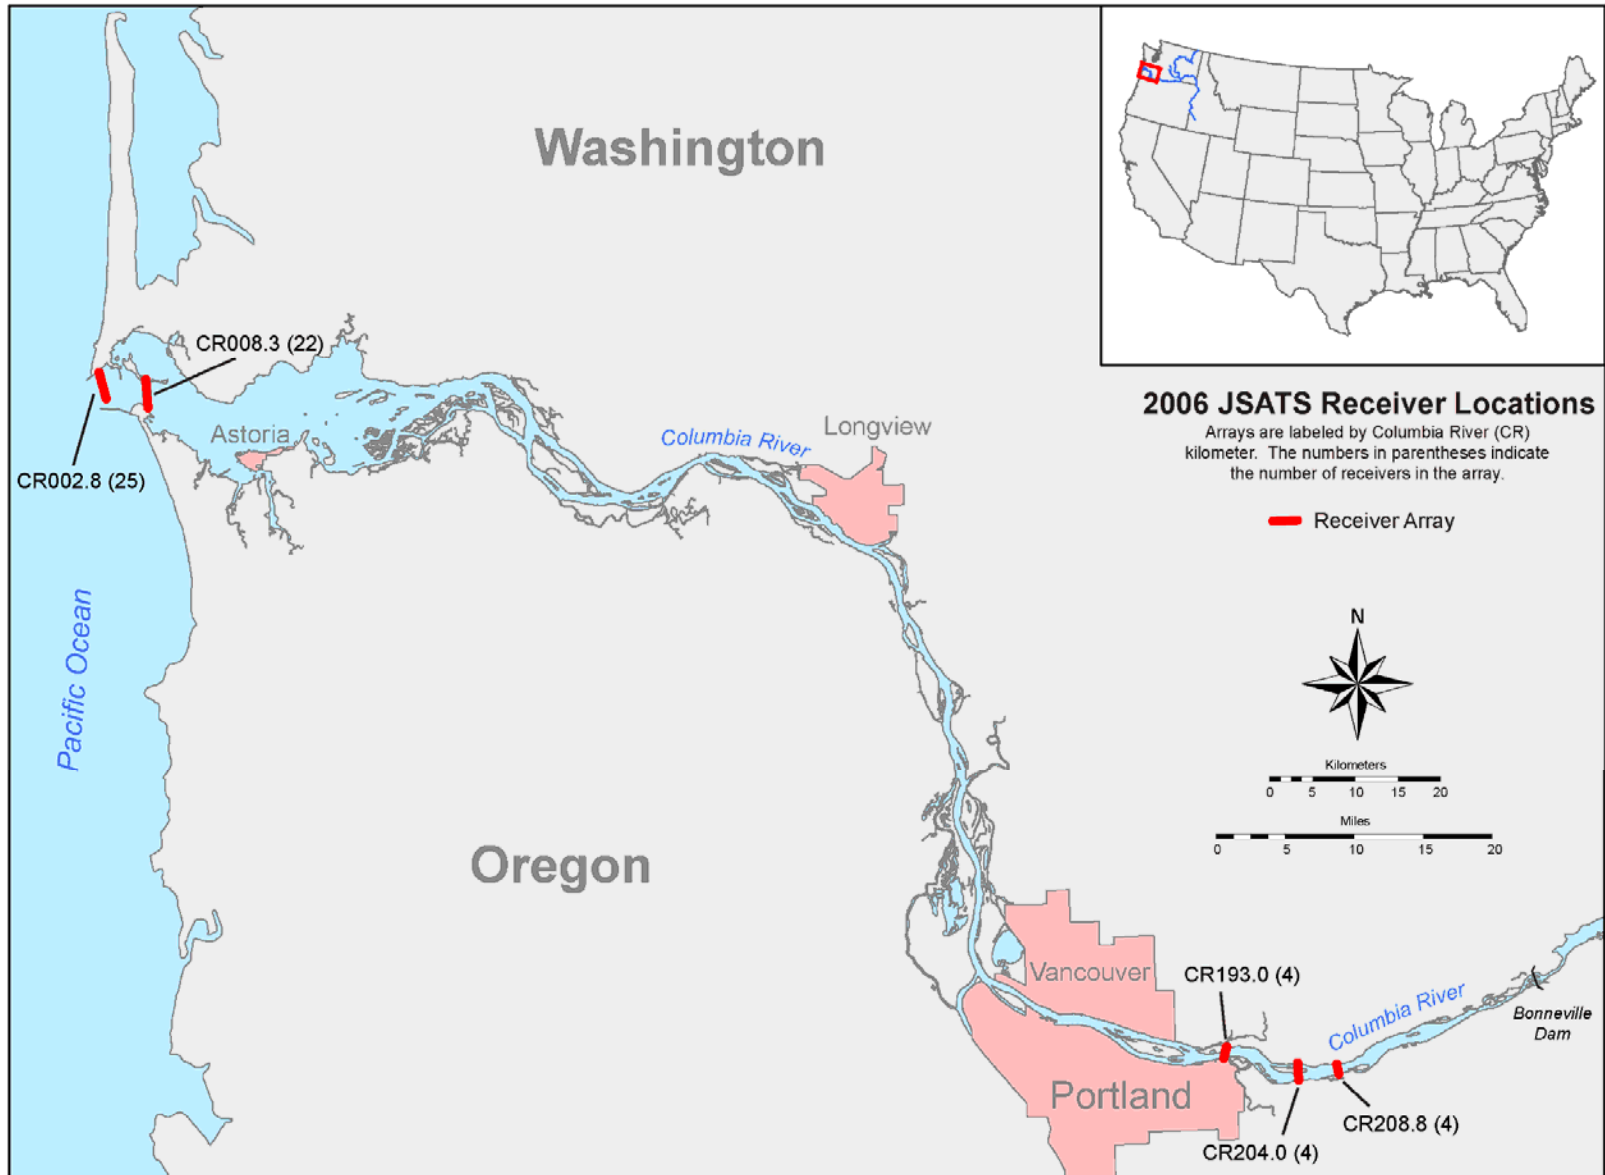 Washington
CR008.3 (22)
2006 JSATS Receiver Locations
Arrays are labeled by Columbia River (CR)
kilometer. The numbers in parentheses indicate
the number of receivers in the array.
Receiver Array
Astoria
Columbia River
Longview
CR002.8 (25)
Pacific Ocean
N
Kilometers
0 5 10 15 20
Miles
0 5 10 15 20
Oregon
Vancouver
CR193.0 (4)
Columbia River
Bonneville
Dam
Portland
CR208.8 (4)
CR204.0 (4)